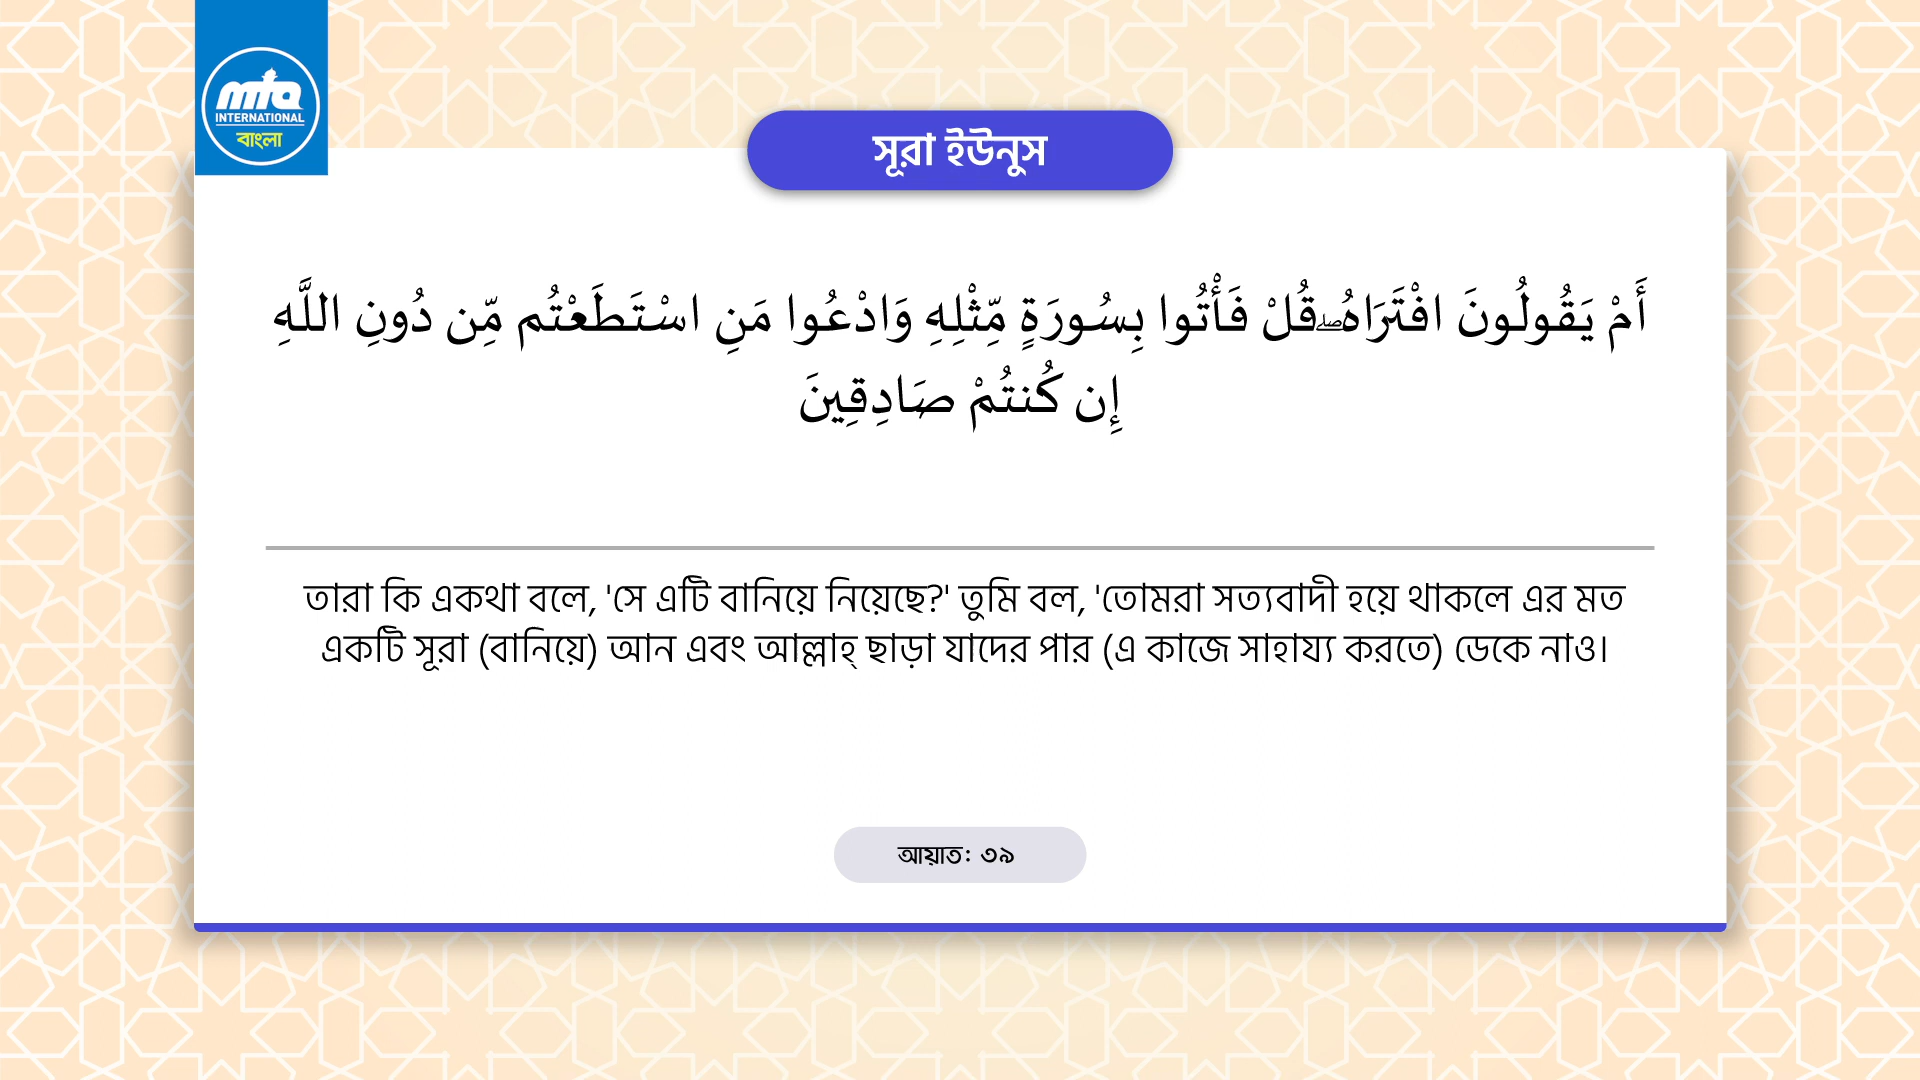 mta
INTERNATIONAL
বাংলা
সূরা ইউনুস
أَمْ يَقُولُونَ افْتَرَاهُ ۖ قُلْ فَأْتُوا بِسُورَةٍ مِّثْلِهِ وَادْعُوا مَنِ اسْتَطَعْتُم مِّن دُونِ اللَّهِ
إِن كُنتُمْ صَادِقِينَ
তারা কি একথা বলে, 'সে এটি বানিয়ে নিয়েছে?' তুমি বল, 'তোমরা সত্যবাদী হয়ে থাকলে এর মত
একটি সূরা (বানিয়ে) আন এবং আল্লাহ্ ছাড়া যাদের পার (এ কাজে সাহায্য করতে) ডেকে নাও।
আয়াত: ৩৯